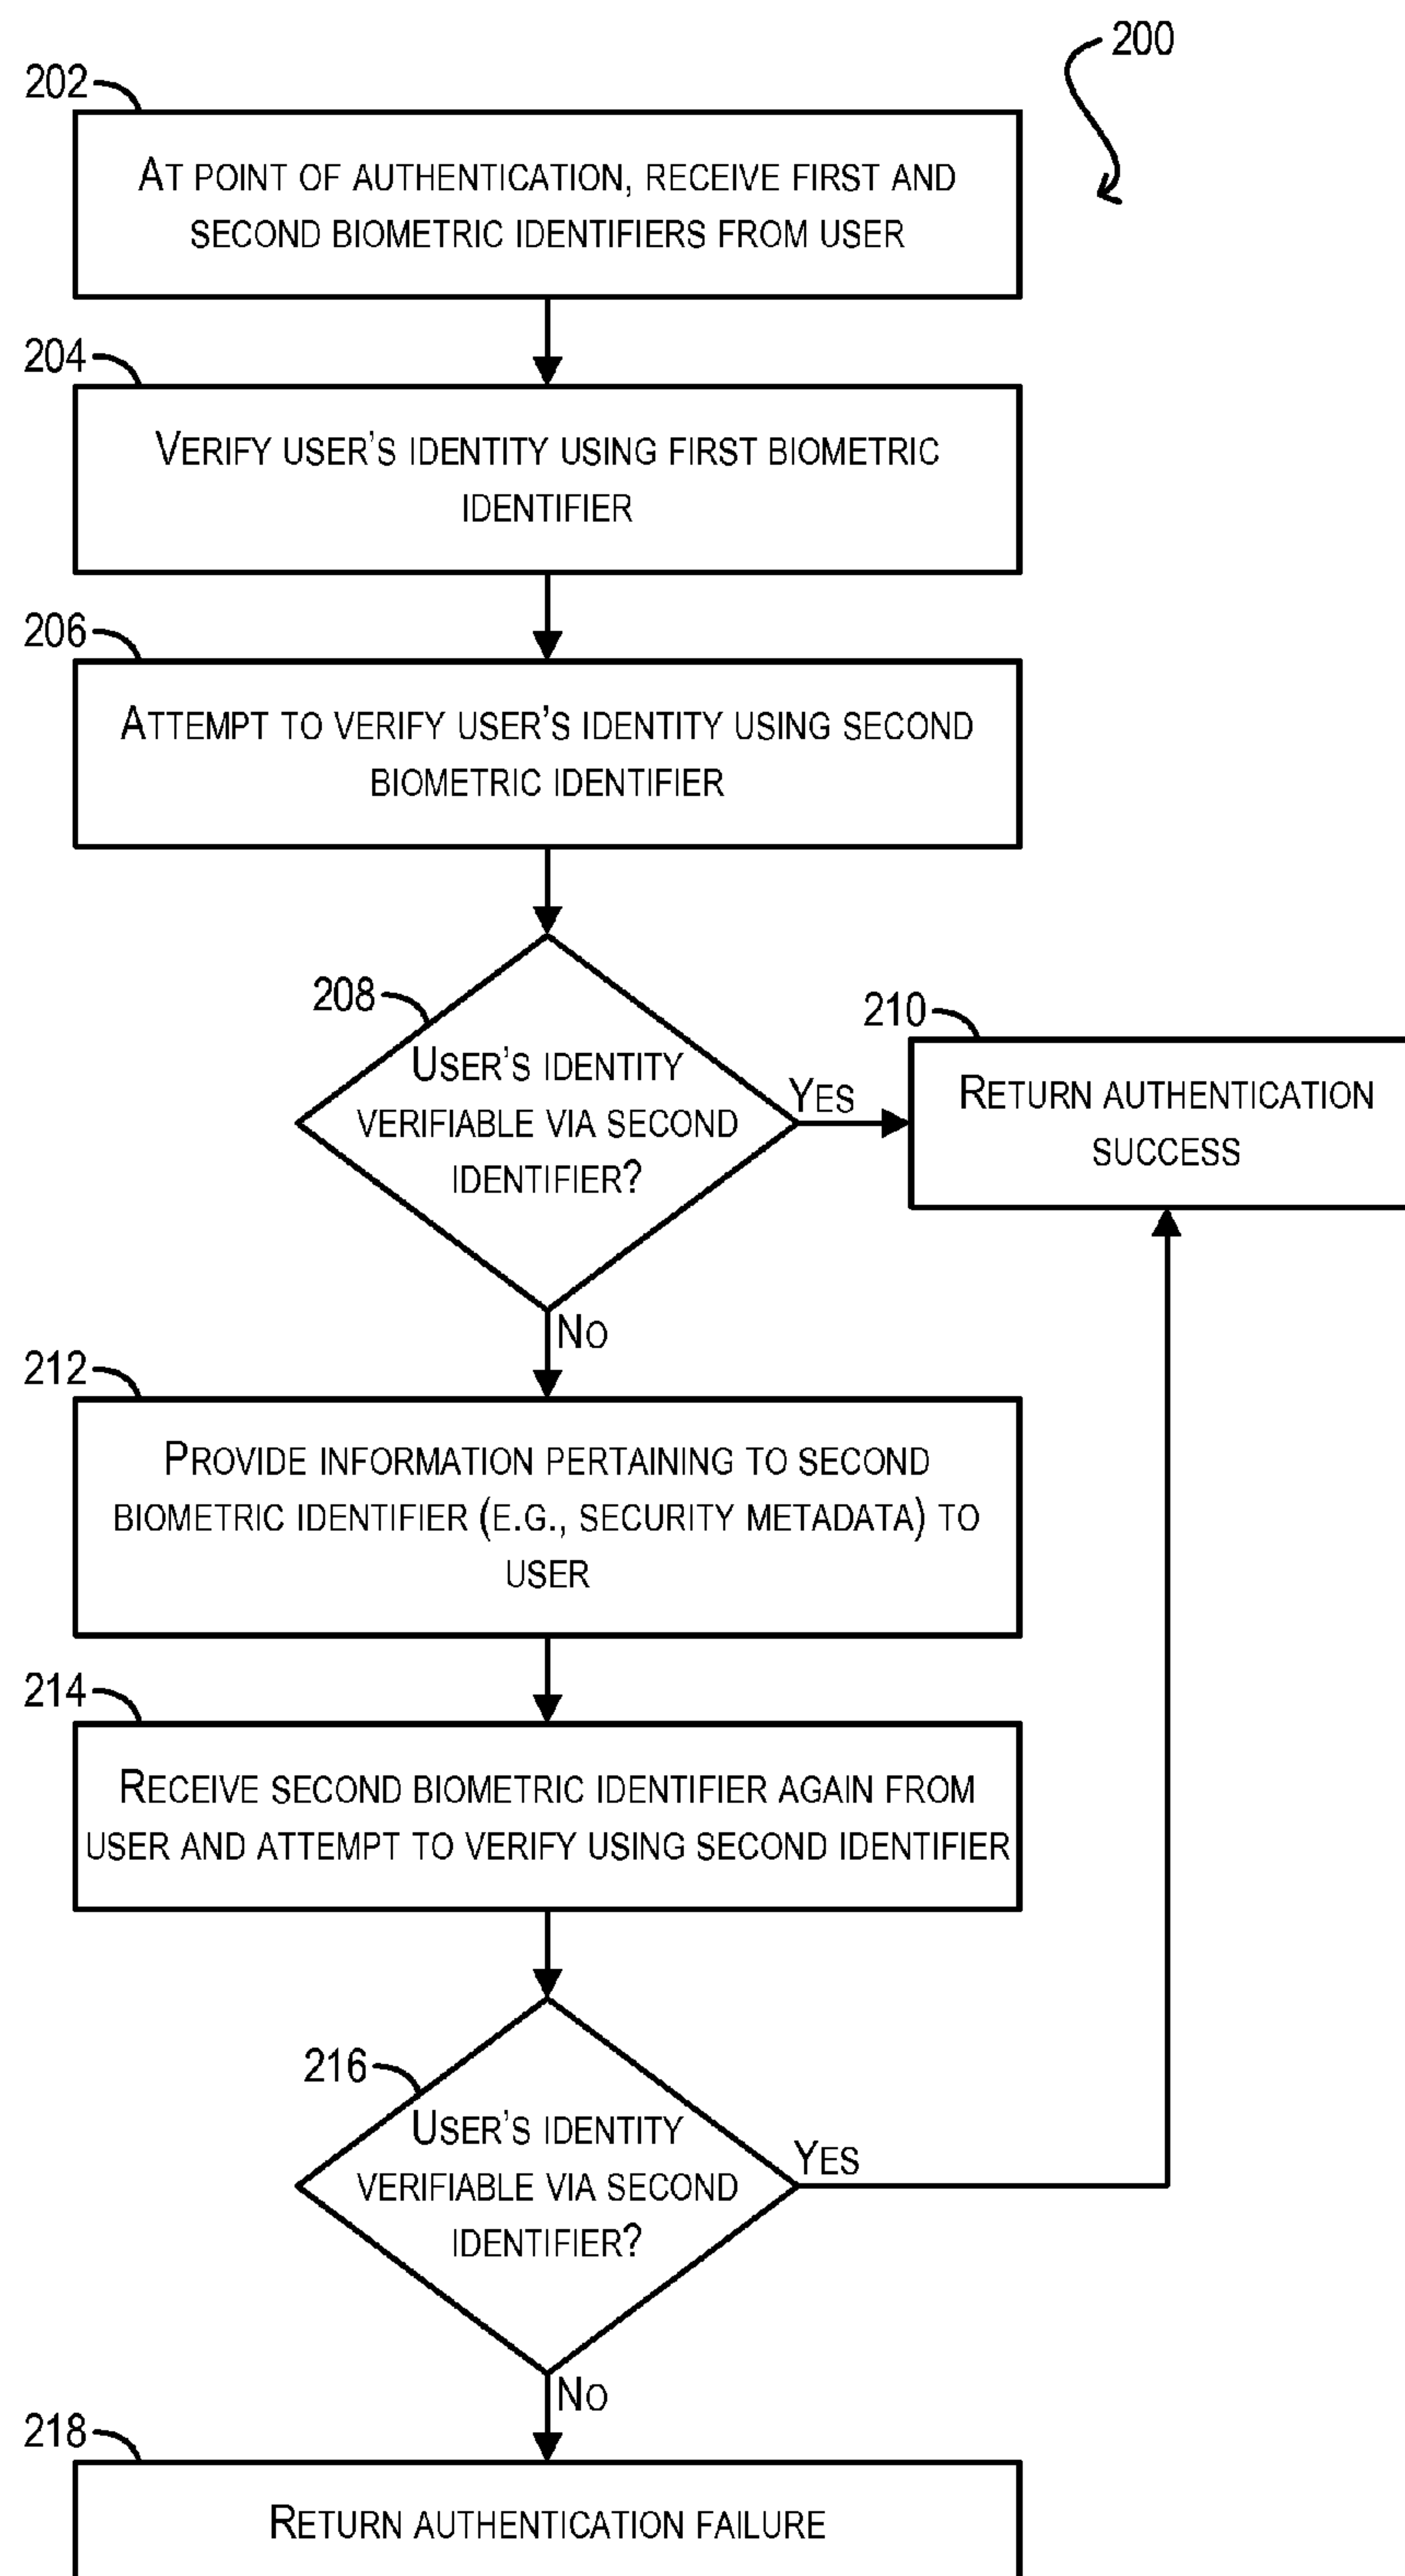 200
202
At point of authentication, receive first and
second biometric identifiers from user
204
Verify user's identity using first biometric
identifier
206
Attempt to verify user's identity using second
biometric identifier
208
User's identity
verifiable via second
identifier?
Yes
210
Return authentication
success
No
212
Provide information pertaining to second
biometric identifier (e.g., security metadata) to
user
214
Receive second biometric identifier again from
user and attempt to verify using second identifier
216
User's identity
verifiable via second
identifier?
Yes
No
218
Return authentication failure